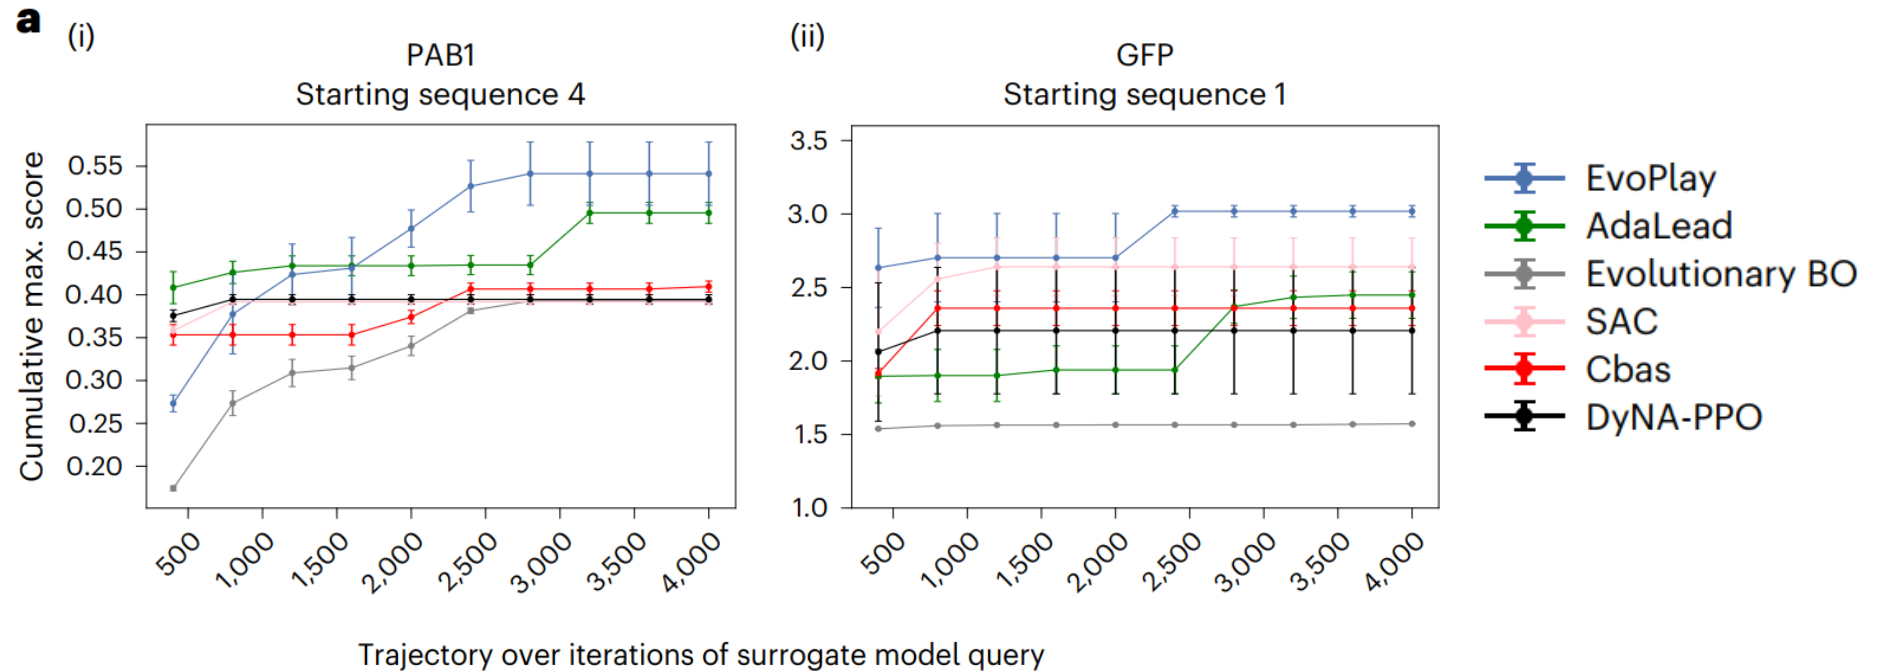 a
(i)
PAB1
Starting sequence 4
Cumulative max. score
0.55
0.50
0.45
0.40
0.35
0.30
0.25
0.20
500
1,000
1,500
2,000
2,500
3,000
3,500
4,000
(ii)
GFP
Starting sequence 1
3.5
3.0
2.5
2.0
1.5
1.0
500
1,000
1,500
2,000
2,500
3,000
3,500
4,000
EvoPlay
AdaLead
Evolutionary BO
SAC
Cbas
DyNA-PPO
Trajectory over iterations of surrogate model query